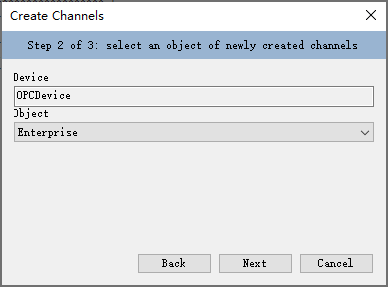 Create Channels
Step 2 of 3: select an object of newly created channels
Device
OPCDevice
Object
Enterprise
Back Next Cancel